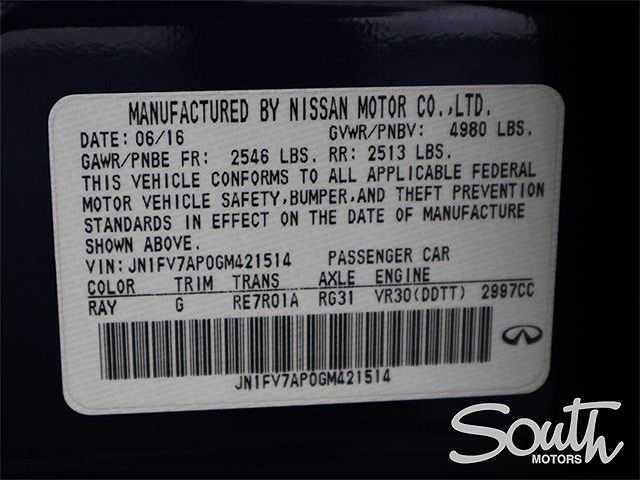 MANUFACTURED BY NISSAN MOTOR CO.,LTD.
DATE: 06/16 GVWR/PNBV: 4980 LBS.
GAWR/PNBE FR: 2546 LBS. RR: 2513 LBS.
THIS VEHICLE CONFORMS TO ALL APPLICABLE FEDERAL
MOTOR VEHICLE SAFETY,BUMPER,AND THEFT PREVENTION
STANDARDS IN EFFECT ON THE DATE OF MANUFACTURE
SHOWN ABOVE.
VIN:JN1FV7AP0GM421514 PASSENGER CAR
COLOR TRIM TRANS AXLE ENGINE
RAY G RE7R01A RG31 VR30(DDTT) 2997CC
JN1FV7AP0GM421514
South
MOTORS